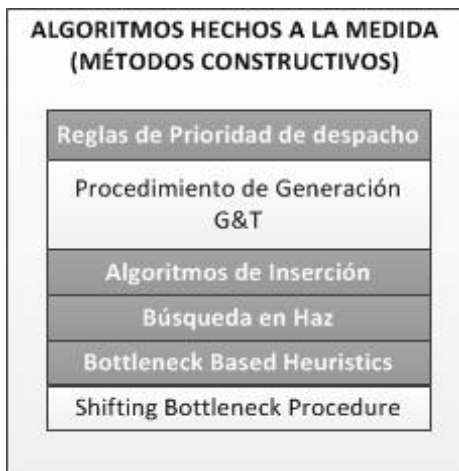 ALGORITMOS HECHOS A LA MEDIDA
(MÉTODOS CONSTRUCTIVOS)
Reglas de Prioridad de despacho
Procedimiento de Generación
G&T
Algoritmos de Inserción
Búsqueda en Haz
Bottleneck Based Heuristics
Shifting Bottleneck Procedure